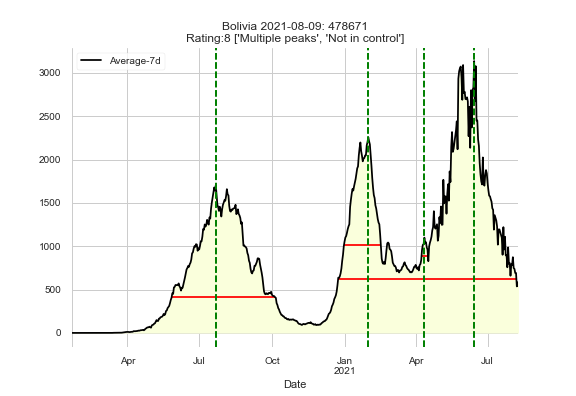 Bolivia 2021-08-09: 478671
Rating:8 ['Multiple peaks', 'Not in control']
Average-7d
3000
2500
2000
1500
1000
500
0
Apr
Jul
Oct
Jan
2021
Apr
Jul
Date